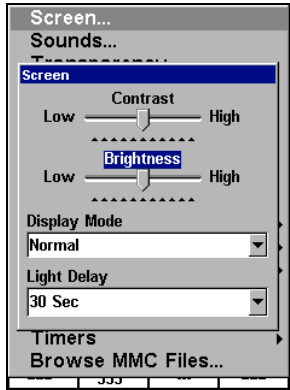 Screen...
Sounds...
Transparency
Screen
Contrast
Low High
Brightness
Low High
Display Mode
Normal
Light Delay
30 Sec
Timers
Browse MMC Files...